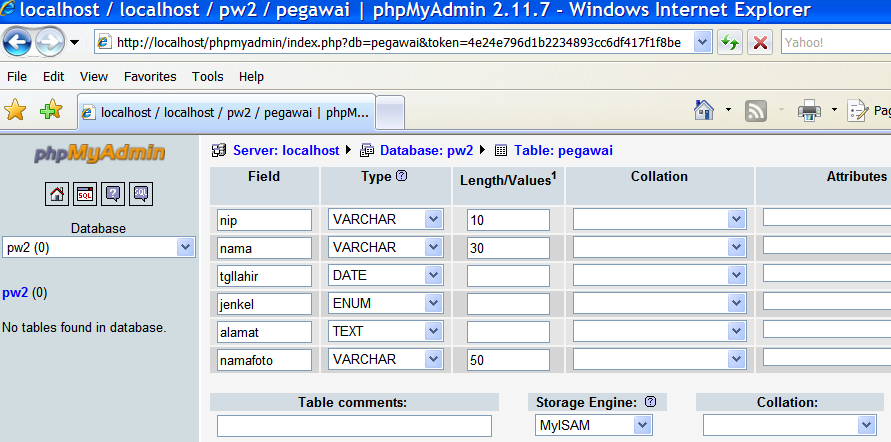 localhost / localhost / pw2 / pegawai | phpMyAdmin 2.11.7 - Windows Internet Explorer
http://localhost/phpmyadmin/index.php?db=pegawai&token=4e24e796d1b2234893cc6df417f1f8be Yahoo!
File Edit View Favorites Tools Help
localhost / localhost / pw2 / pegawai | phpM...
phpMyAdmin
SQL
SQL
Database
pw2 (0)
pw2 (0)
No tables found in database.
Server: localhost Database: pw2 Table: pegawai
Field Type Length/Values1 Collation Attributes
nip VARCHAR 10
nama VARCHAR 30
tgllahir DATE
jenkel ENUM
alamat TEXT
namafoto VARCHAR 50
Table comments: Storage Engine: Collation:
MyISAM